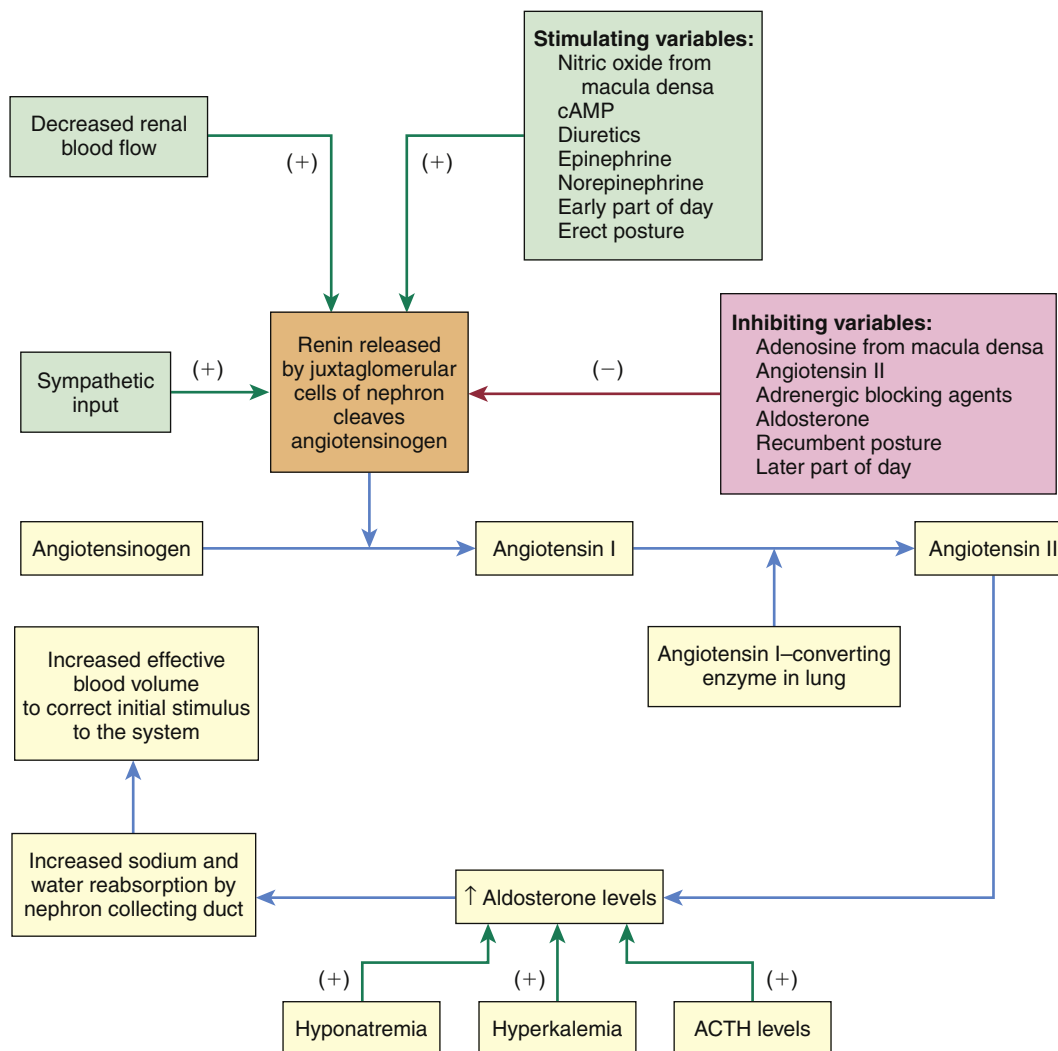 Stimulating variables:
Nitric oxide from
macula densa
cAMP
Diuretics
Epinephrine
Norepinephrine
Early part of day
Erect posture
Decreased renal
blood flow
(+)
(+)
Inhibiting variables:
Adenosine from macula densa
Angiotensin II
Adrenergic blocking agents
Aldosterone
Recumbent posture
Later part of day
Renin released
by juxtaglomerular
cells of nephron
cleaves
angiotensinogen
Sympathetic
input
(+)
(−)
Angiotensinogen
Angiotensin I
Angiotensin II
Angiotensin I–converting
enzyme in lung
Increased effective
blood volume
to correct initial stimulus
to the system
Increased sodium and
water reabsorption by
nephron collecting duct
↑ Aldosterone levels
(+)
(+)
(+)
Hyponatremia
Hyperkalemia
ACTH levels